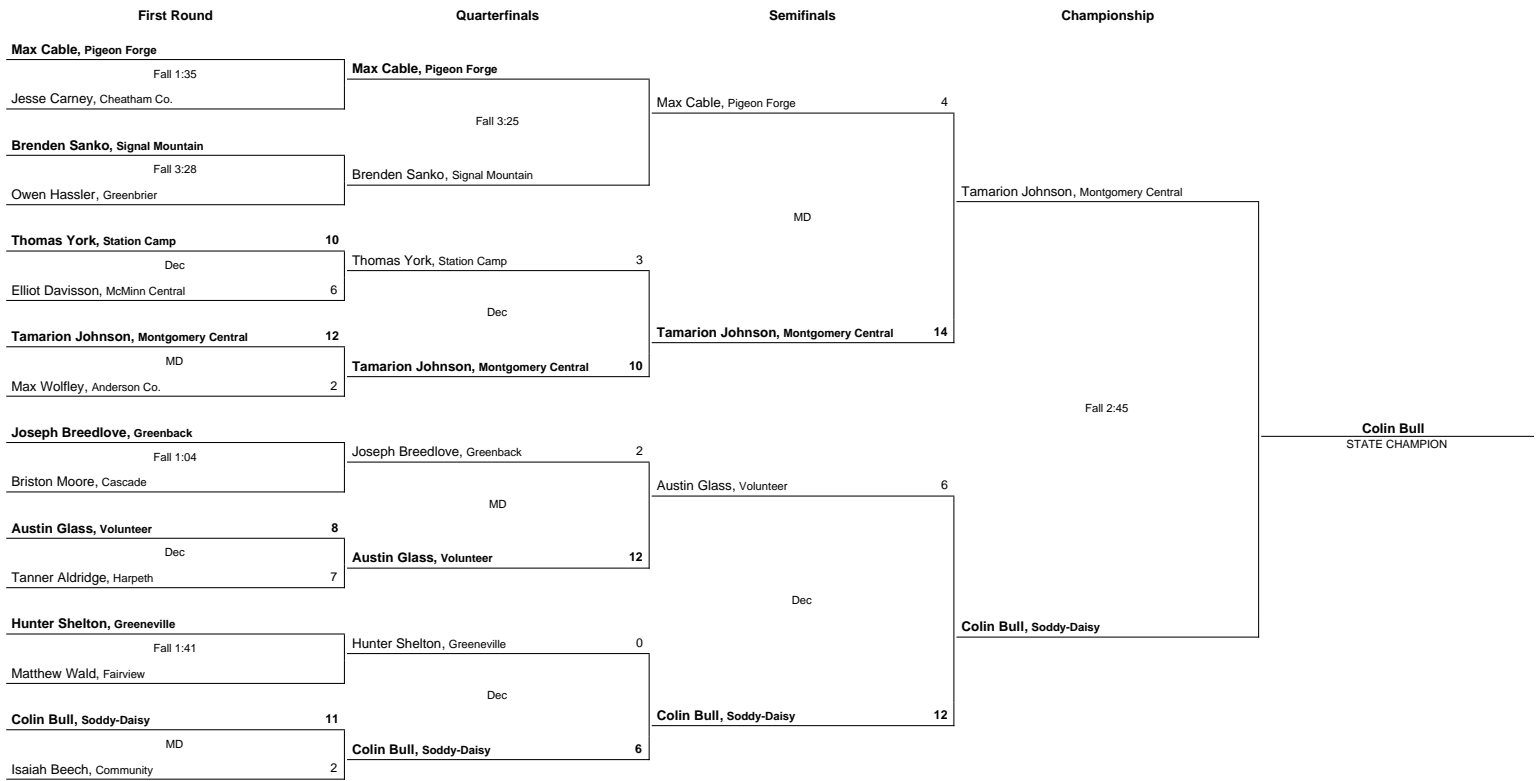 First Round
Quarterfinals
Semifinals
Championship
Max Cable, Pigeon Forge
Fall 1:35
Jesse Carney, Cheatham Co.
Brenden Sanko, Signal Mountain
Fall 3:28
Owen Hassler, Greenbrier
Thomas York, Station Camp 10
Dec
Elliot Davisson, McMinn Central 6
Tamarion Johnson, Montgomery Central 12
MD
Max Wolfley, Anderson Co. 2
Joseph Breedlove, Greenback
Fall 1:04
Briston Moore, Cascade
Austin Glass, Volunteer 8
Dec
Tanner Aldridge, Harpeth 7
Hunter Shelton, Greeneville
Fall 1:41
Matthew Wald, Fairview
Colin Bull, Soddy-Daisy 11
MD
Isaiah Beech, Community 2
Max Cable, Pigeon Forge
Fall 3:25
Brenden Sanko, Signal Mountain
Thomas York, Station Camp 3
Dec
Tamarion Johnson, Montgomery Central 10
Joseph Breedlove, Greenback 2
MD
Austin Glass, Volunteer 12
Hunter Shelton, Greeneville 0
Dec
Colin Bull, Soddy-Daisy 6
Max Cable, Pigeon Forge 4
MD
Tamarion Johnson, Montgomery Central 14
Austin Glass, Volunteer 6
Dec
Colin Bull, Soddy-Daisy 12
Tamarion Johnson, Montgomery Central
Fall 2:45
Colin Bull, Soddy-Daisy
Colin Bull
STATE CHAMPION